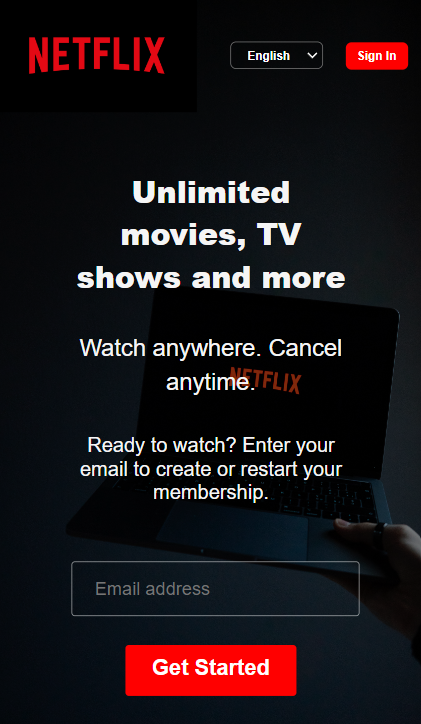 NETFLIX
English
Sign In
Unlimited
movies, TV
shows and more
Watch anywhere. Cancel
anytime.
NETFLIX
Ready to watch? Enter your
email to create or restart your
membership.
Email address
Get Started